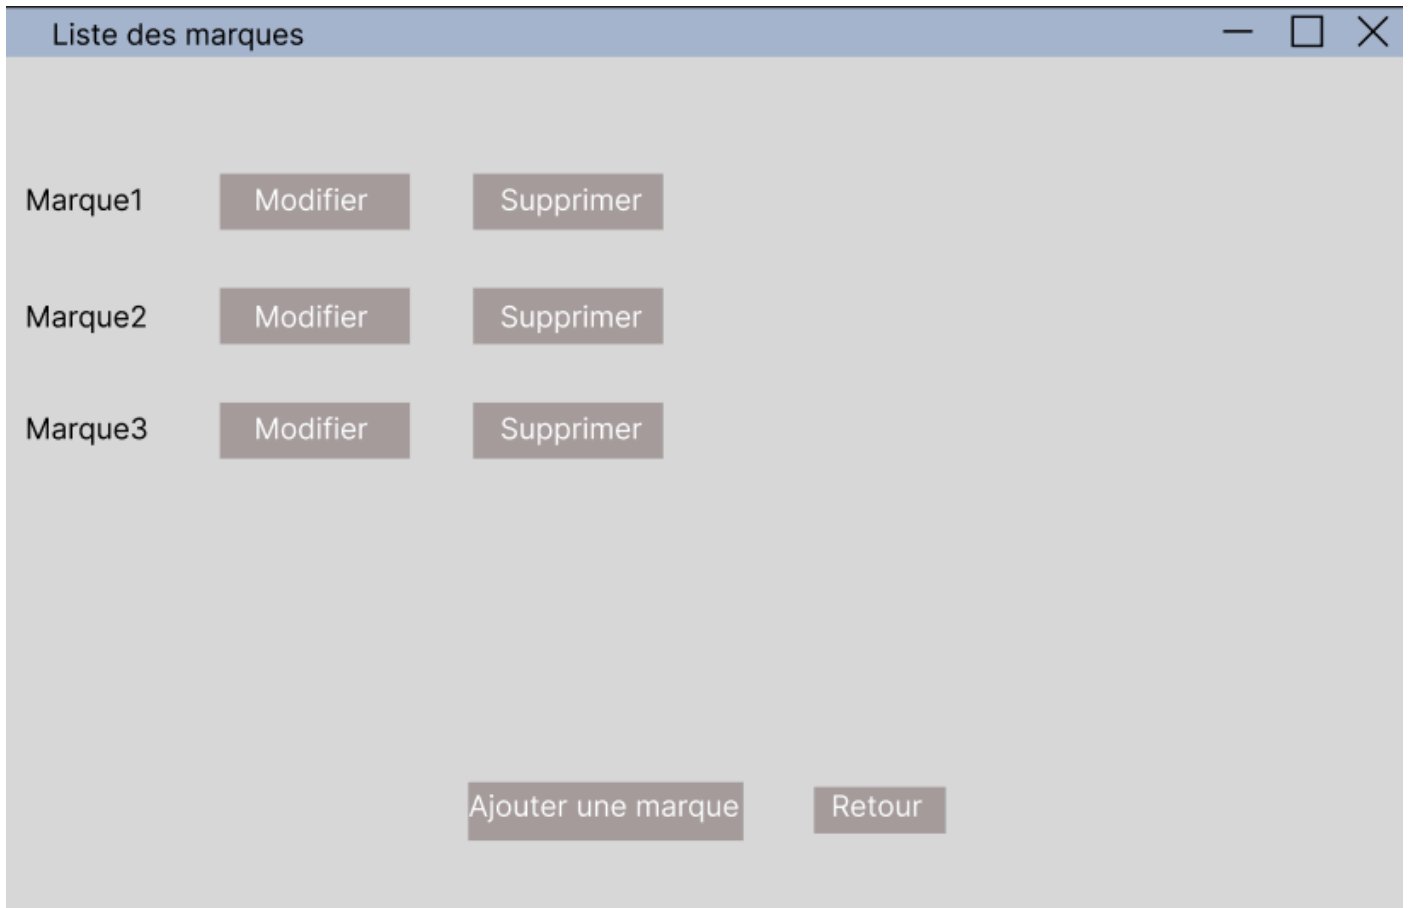 Liste des marques
Marque1 Modifier Supprimer
Marque2 Modifier Supprimer
Marque3 Modifier Supprimer
Ajouter une marque Retour